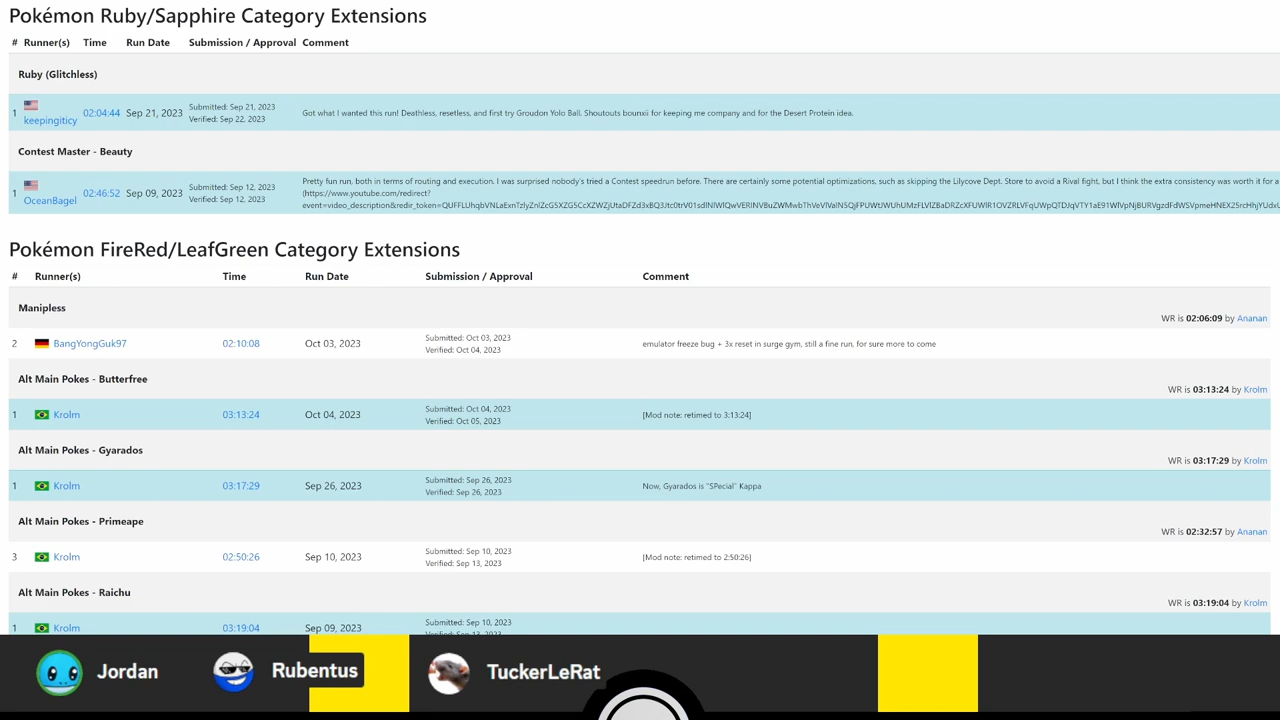 Pokémon Ruby/Sapphire Category Extensions
# Runner(s) Time Run Date Submission / Approval Comment
Ruby (Glitchless)
1 keepingiticy 02:04:44 Sep 21, 2023 Submitted: Sep 21, 2023 Verified: Sep 22, 2023 Got what I wanted this run! Deathless, resetless, and first try Groudon Yolo Ball. Shoutouts bounxii for keeping me company and for the Desert Protein idea.
Contest Master - Beauty
1 OceanBagel 02:46:52 Sep 09, 2023 Submitted: Sep 12, 2023 Verified: Sep 12, 2023 Pretty fun run, both in terms of routing and execution. I was surprised nobody's tried a Contest speedrun before. There are certainly some potential optimizations, such as skipping the Lilycove Dept. Store to avoid a Rival fight, but I think the extra consistency was worth it for a
(https://www.youtube.com/redirect?
Pokémon FireRed/LeafGreen Category Extensions
# Runner(s) Time Run Date Submission / Approval Comment
Manipless
WR is 02:06:09 by Ananan
2 BangYongGuk97 02:10:08 Oct 03, 2023 Submitted: Oct 03, 2023 Verified: Oct 04, 2023 emulator freeze bug + 3x reset in surge gym, still a fine run, for sure more to come
Alt Main Pokes - Butterfree
WR is 03:13:24 by Krolm
1 Krolm 03:13:24 Oct 04, 2023 Submitted: Oct 04, 2023 Verified: Oct 05, 2023 [Mod note: retimed to 3:13:24]
Alt Main Pokes - Gyarados
WR is 03:17:29 by Krolm
1 Krolm 03:17:29 Sep 26, 2023 Submitted: Sep 26, 2023 Verified: Sep 26, 2023 Now, Gyarados is "SPecial" Kappa
Alt Main Pokes - Primeape
WR is 02:32:57 by Ananan
3 Krolm 02:50:26 Sep 10, 2023 Submitted: Sep 10, 2023 Verified: Sep 13, 2023 [Mod note: retimed to 2:50:26]
Alt Main Pokes - Raichu
WR is 03:19:04 by Krolm
1 Krolm 03:19:04 Sep 09, 2023 Submitted: Sep 10, 2023
Jordan Rubentus TuckerLeRat